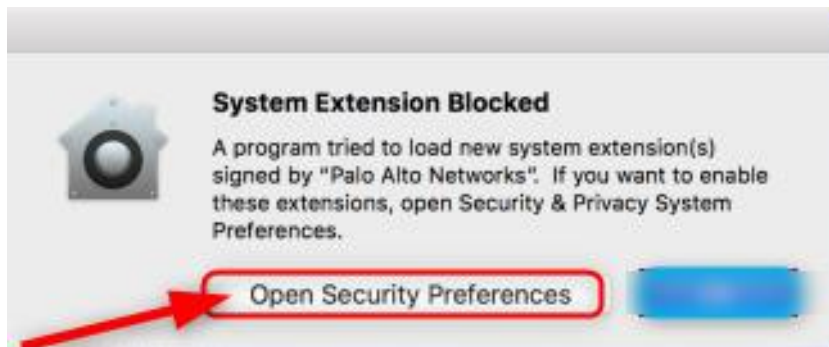 System Extension Blocked
A program tried to load new system extension(s)
signed by "Palo Alto Networks". If you want to enable
these extensions, open Security & Privacy System
Preferences.
Open Security Preferences